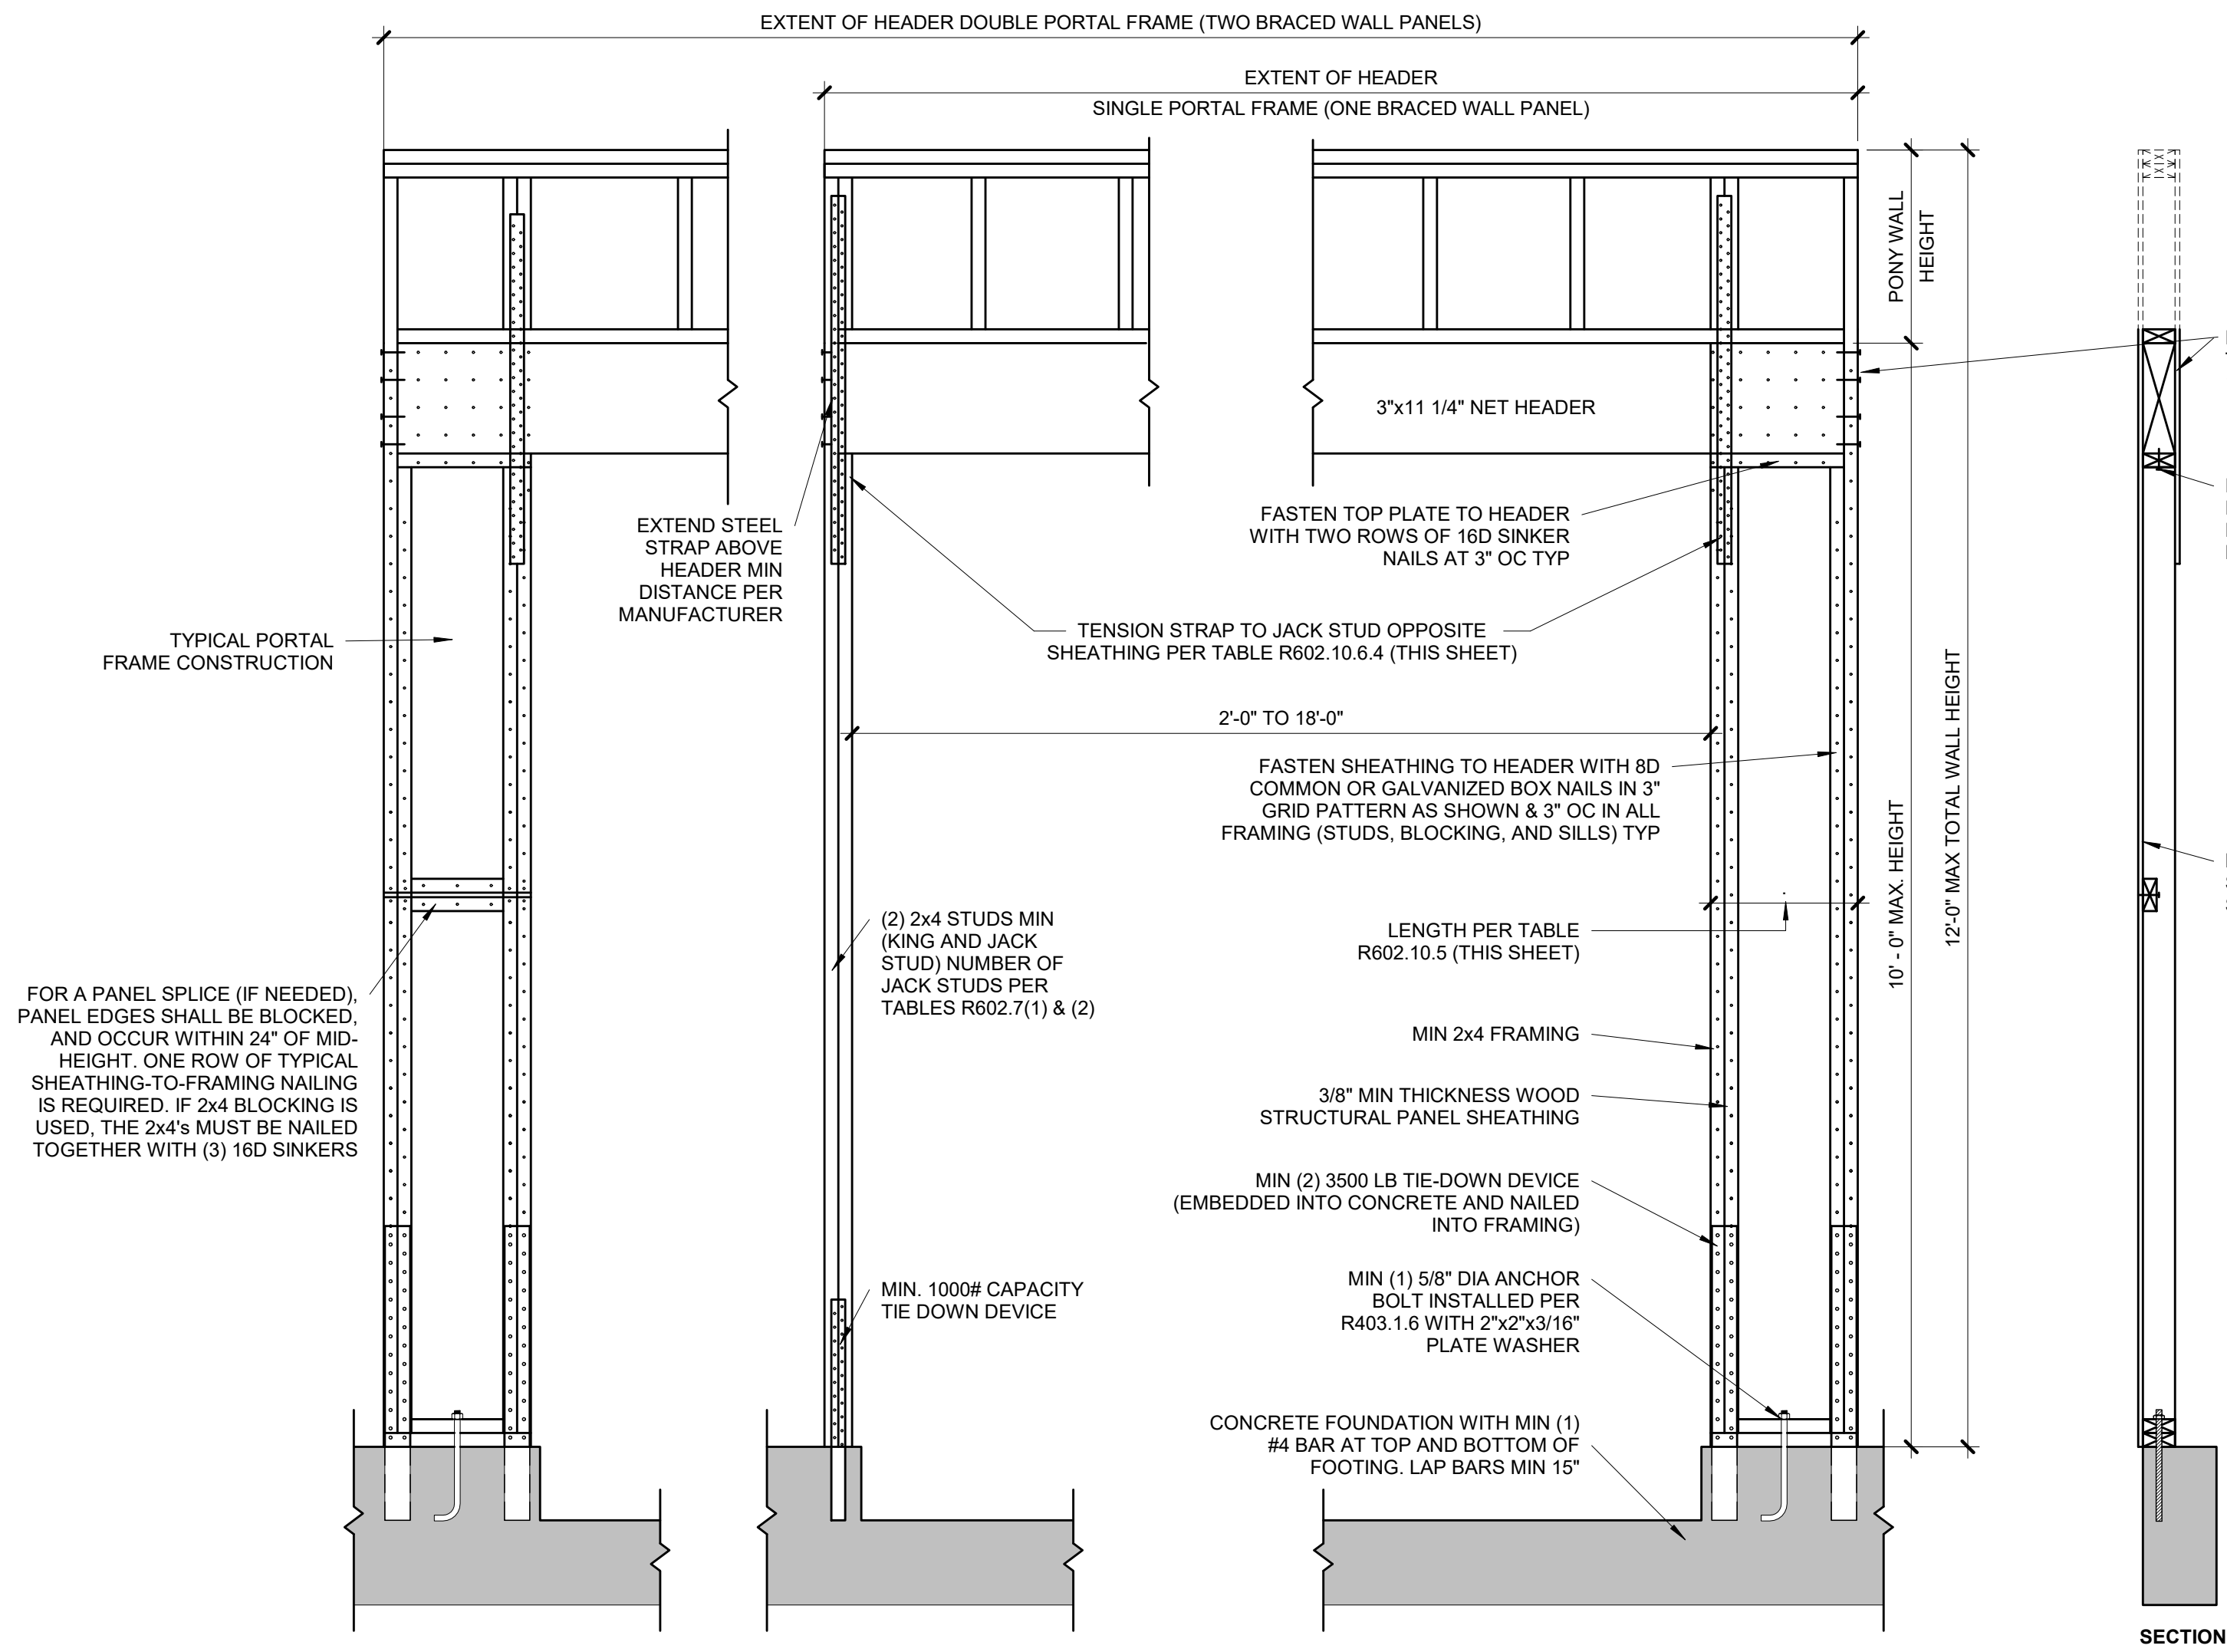 EXTENT OF HEADER DOUBLE PORTAL FRAME (TWO BRACED WALL PANELS)
EXTENT OF HEADER
SINGLE PORTAL FRAME (ONE BRACED WALL PANEL)
PONY WALL
HEIGHT
3"x11 1/4" NET HEADER
EXTEND STEEL
STRAP ABOVE
HEADER MIN
DISTANCE PER
MANUFACTURER
FASTEN TOP PLATE TO HEADER
WITH TWO ROWS OF 16D SINKER
NAILS AT 3" OC TYP
TYPICAL PORTAL
FRAME CONSTRUCTION
TENSION STRAP TO JACK STUD OPPOSITE
SHEATHING PER TABLE R602.10.6.4 (THIS SHEET)
2'-0" TO 18'-0"
FASTEN SHEATHING TO HEADER WITH 8D
COMMON OR GALVANIZED BOX NAILS IN 3"
GRID PATTERN AS SHOWN & 3" OC IN ALL
FRAMING (STUDS, BLOCKING, AND SILLS) TYP
10' - 0" MAX. HEIGHT
12'-0" MAX TOTAL WALL HEIGHT
(2) 2x4 STUDS MIN
(KING AND JACK
STUD) NUMBER OF
JACK STUDS PER
TABLES R602.7(1) & (2)
LENGTH PER TABLE
R602.10.5 (THIS SHEET)
FOR A PANEL SPLICE (IF NEEDED),
PANEL EDGES SHALL BE BLOCKED,
AND OCCUR WITHIN 24" OF MID-
HEIGHT. ONE ROW OF TYPICAL
SHEATHING-TO-FRAMING NAILING
IS REQUIRED. IF 2x4 BLOCKING IS
USED, THE 2x4's MUST BE NAILED
TOGETHER WITH (3) 16D SINKERS
MIN 2x4 FRAMING
3/8" MIN THICKNESS WOOD
STRUCTURAL PANEL SHEATHING
MIN (2) 3500 LB TIE-DOWN DEVICE
(EMBEDDED INTO CONCRETE AND NAILED
INTO FRAMING)
MIN. 1000# CAPACITY
TIE DOWN DEVICE
MIN (1) 5/8" DIA ANCHOR
BOLT INSTALLED PER
R403.1.6 WITH 2"x2"x3/16"
PLATE WASHER
CONCRETE FOUNDATION WITH MIN (1)
#4 BAR AT TOP AND BOTTOM OF
FOOTING. LAP BARS MIN 15"
SECTION